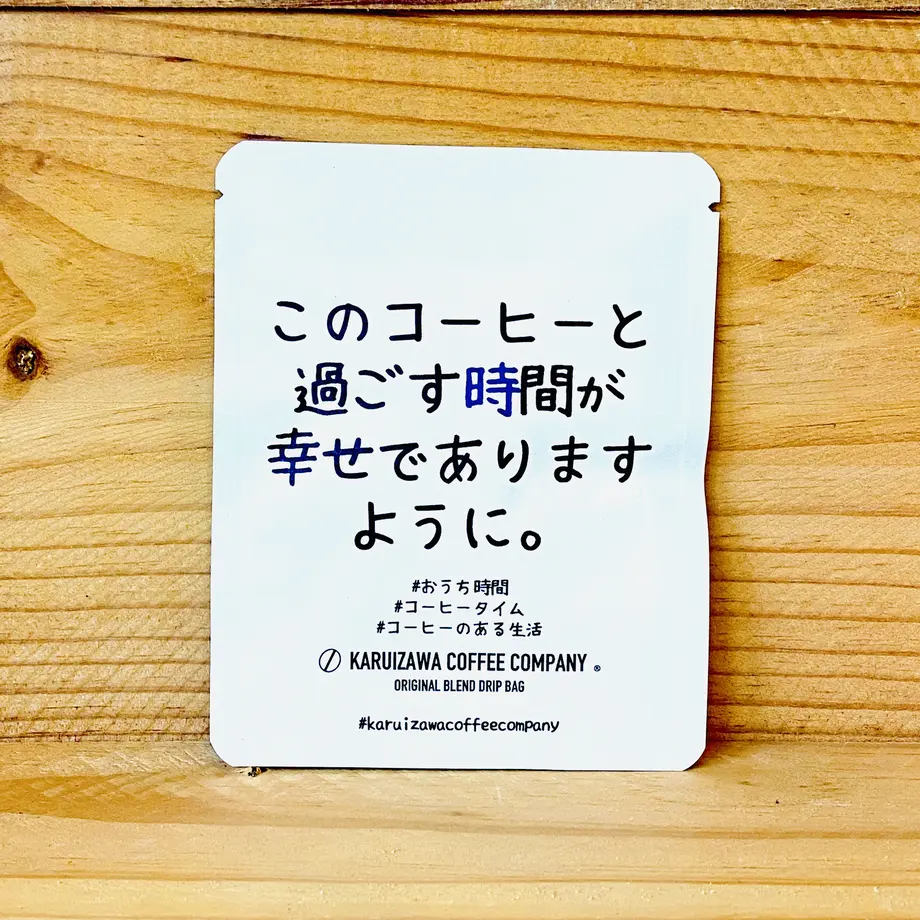 このコーヒーと
過ごす時間が
幸せであります
ように。
#おうち時間
#コーヒータイム
#コーヒーのある生活
KARUIZAWA COFFEE COMPANY ®
ORIGINAL BLEND DRIP BAG
#karuizawacoffeecompany